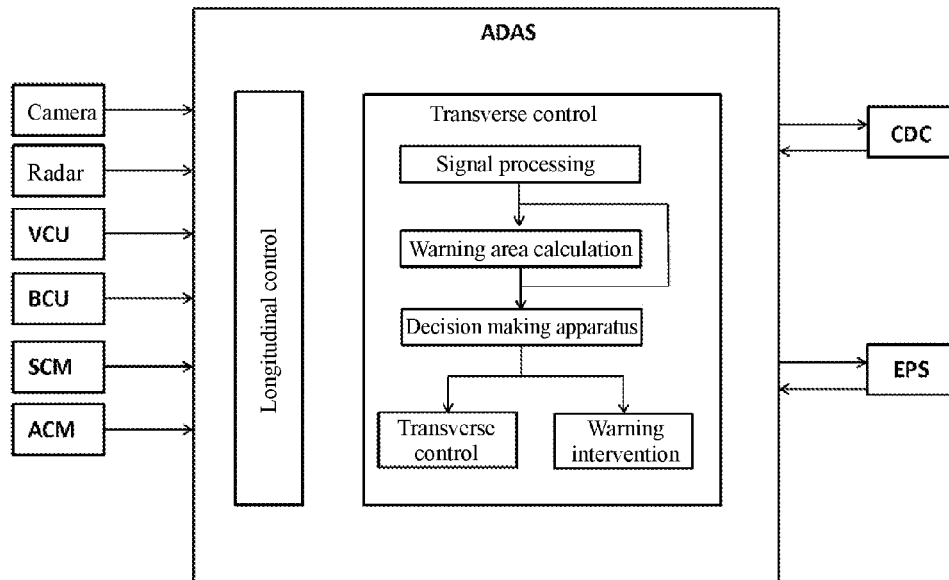 ADAS
Camera
Radar
VCU
BCU
SCM
ACM
Longitudinal control
Transverse control
Signal processing
Warning area calculation
Decision making apparatus
Transverse
control
Warning
intervention
CDC
EPS